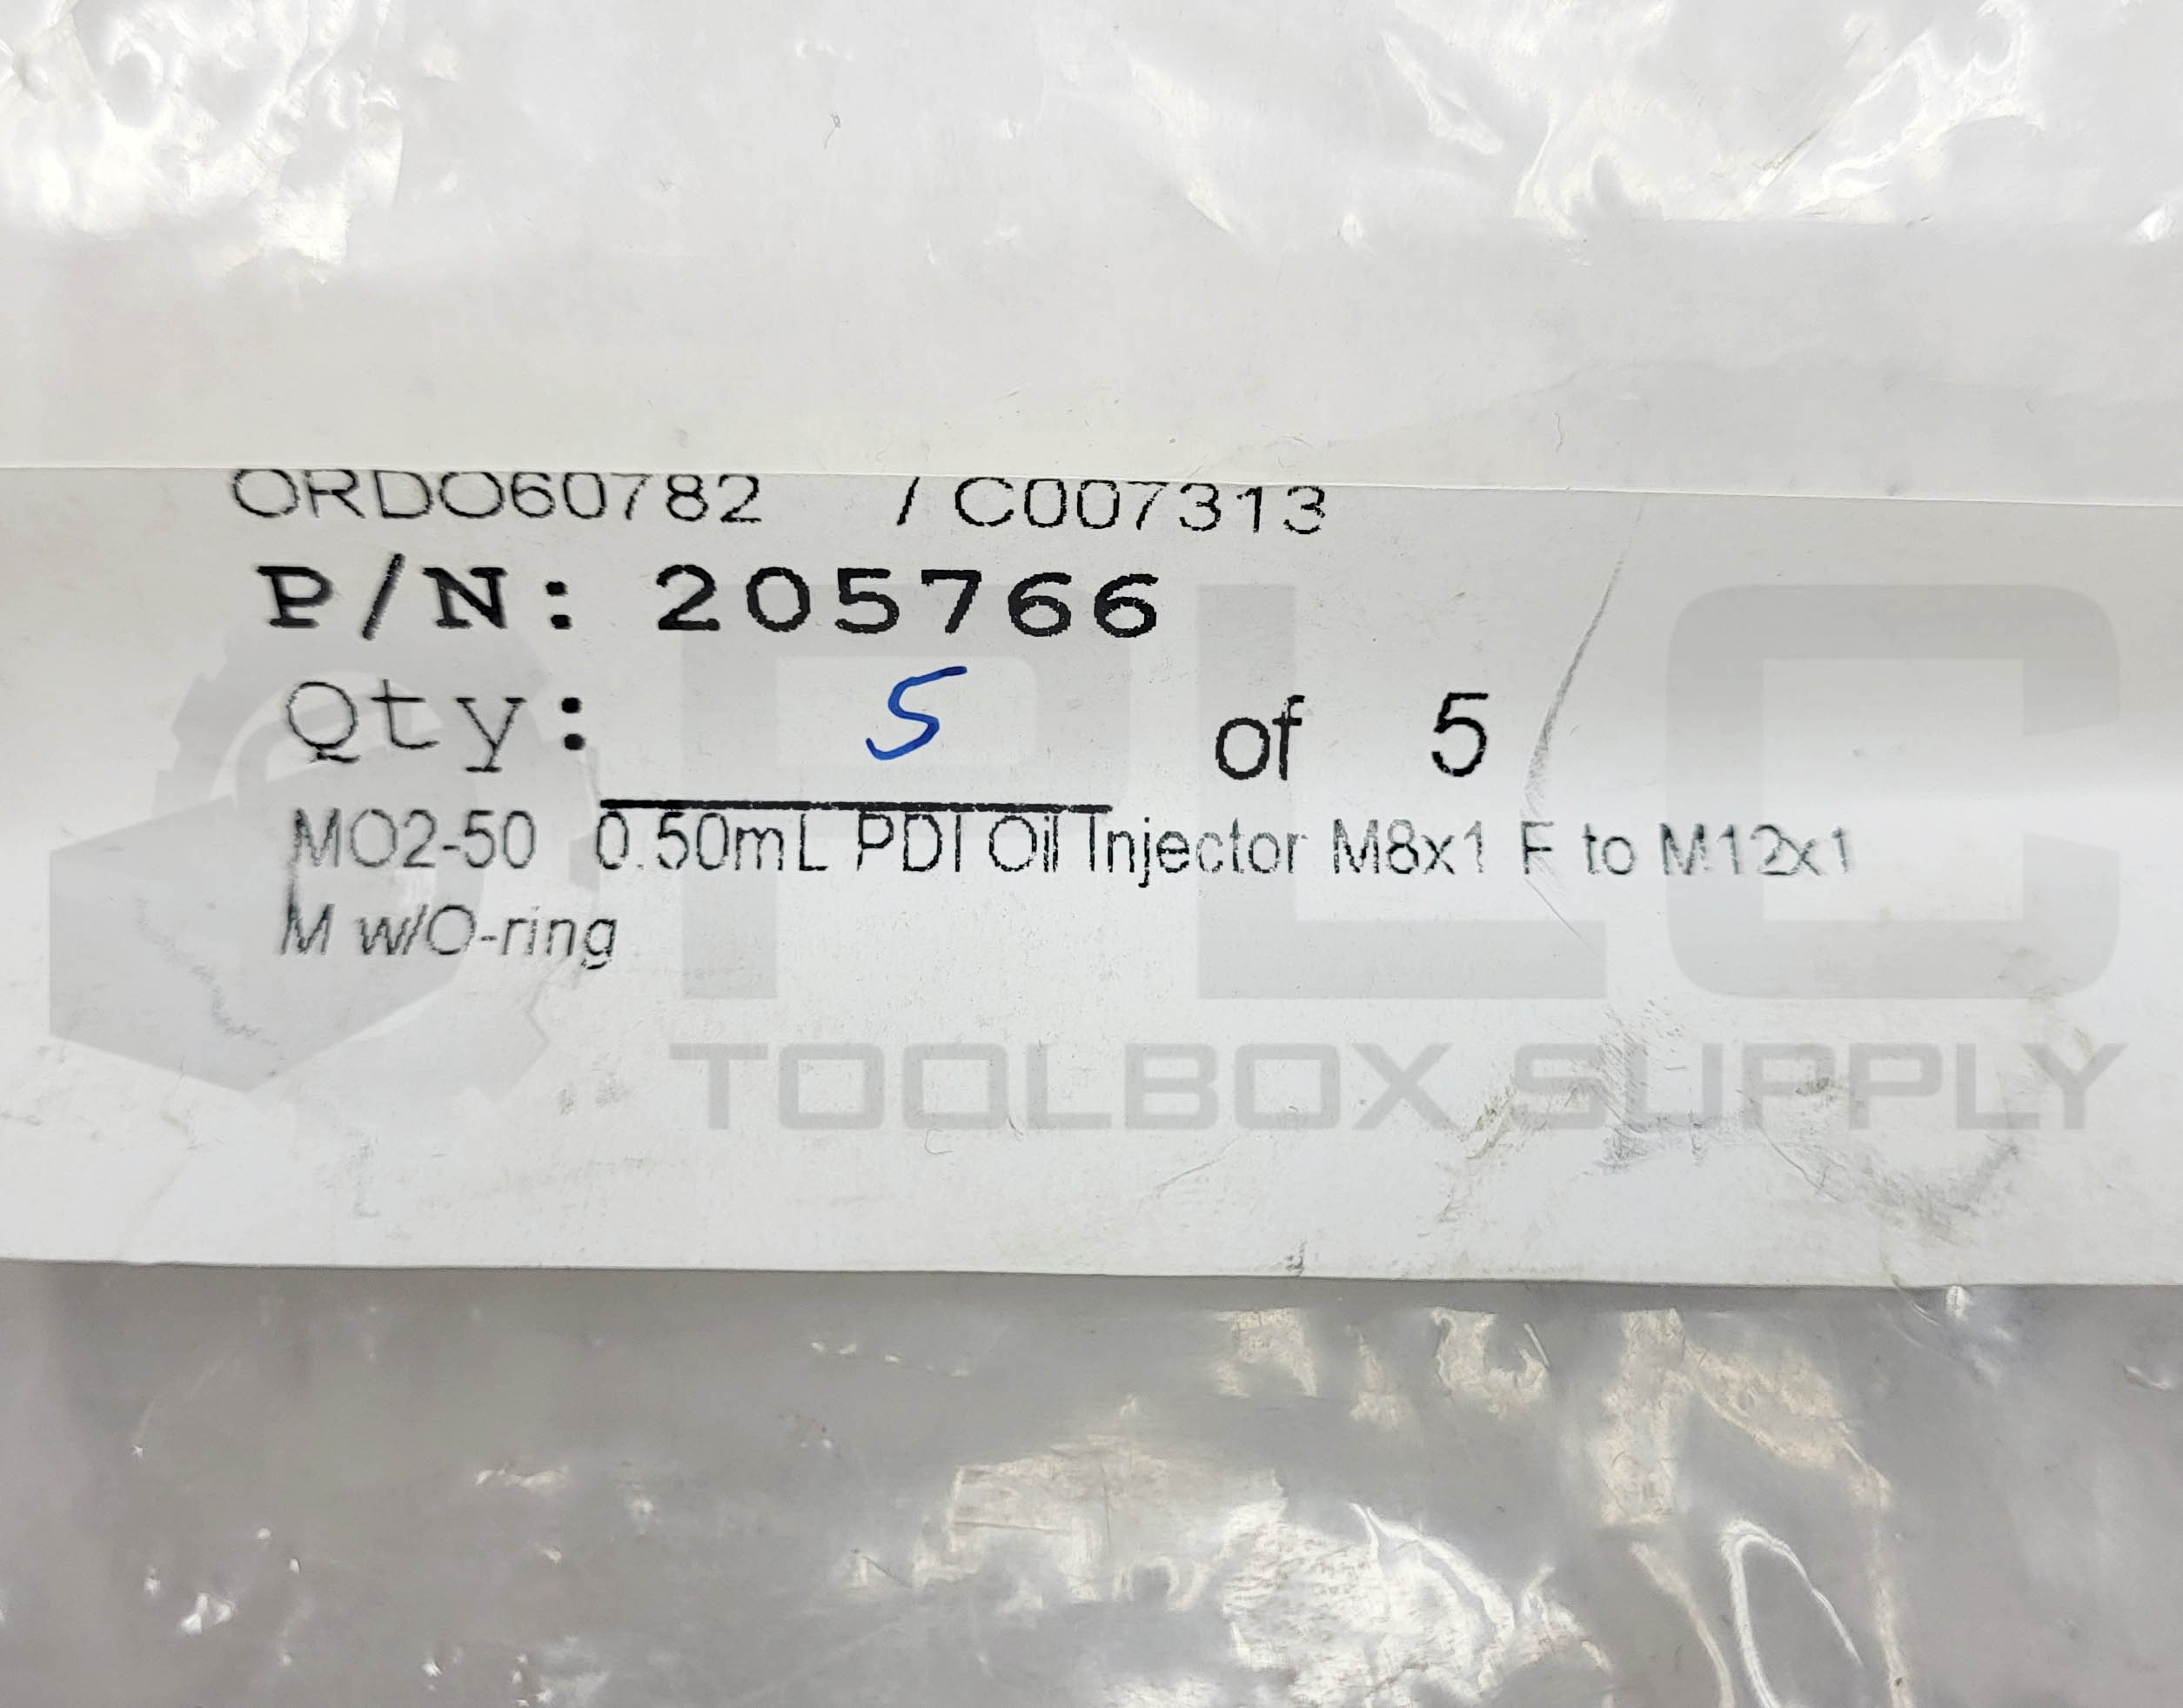 ORDO60782 / C007313
P/N: 205766
Qty: 5 of 5
MO2-50 0.50mL PDI Oil Injector M8x1 F to M12x1
M w/O-ring
PLC
TOOLBOX SUPPLY